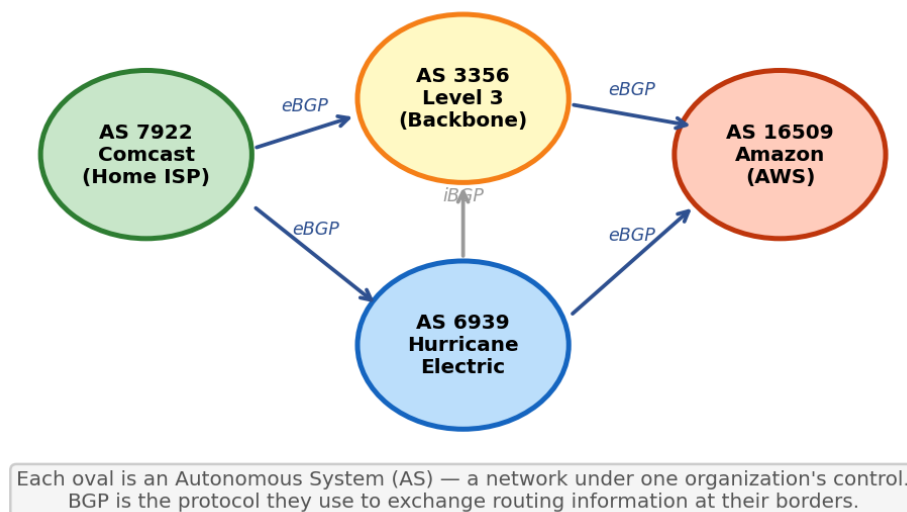 AS 3356
Level 3
(Backbone)
eBGP
eBGP
AS 7922
Comcast
(Home ISP)
AS 16509
Amazon
(AWS)
iBGP
eBGP
eBGP
AS 6939
Hurricane
Electric
Each oval is an Autonomous System (AS) — a network under one organization's control.
BGP is the protocol they use to exchange routing information at their borders.